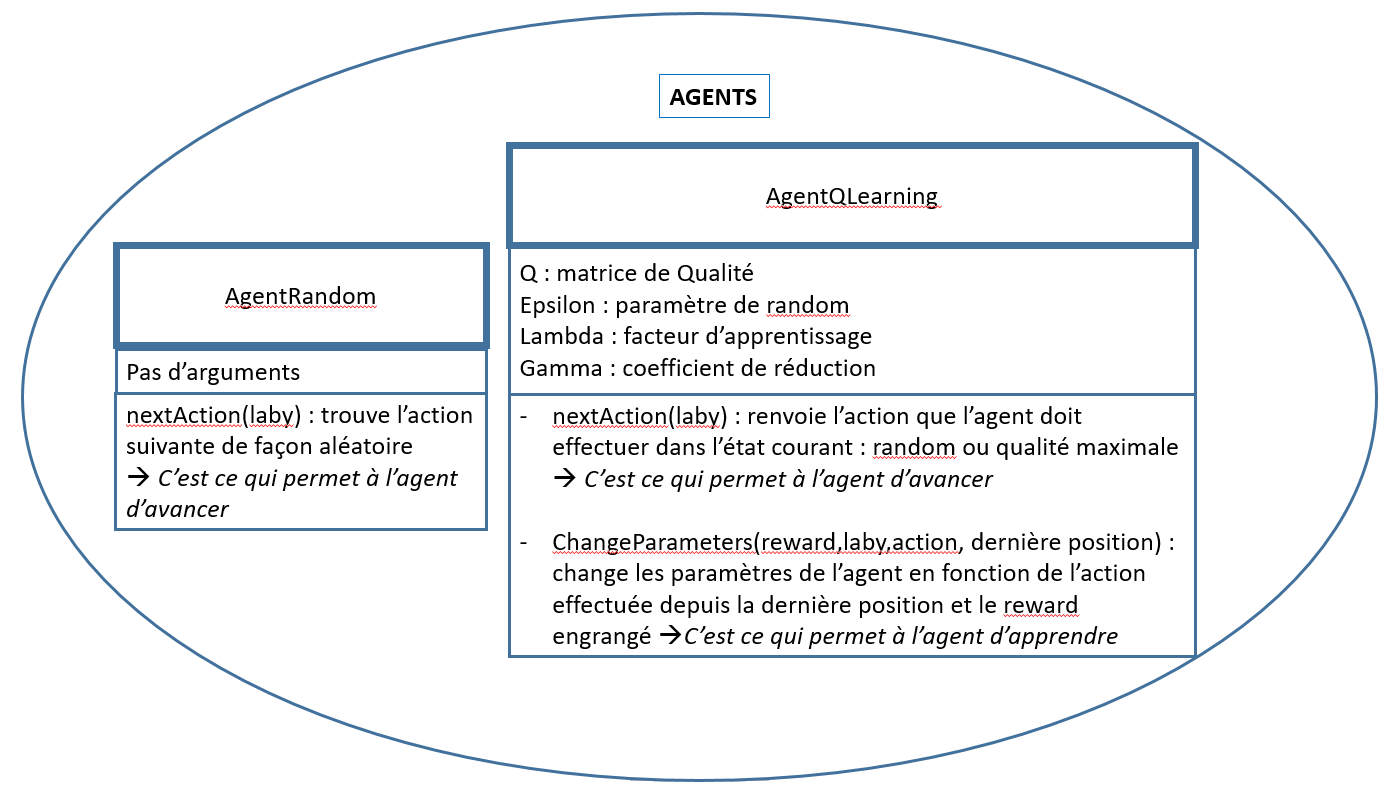 AGENTS
AgentRandom
Pas d’arguments
nextAction(laby) : trouve l’action
suivante de façon aléatoire
→ C’est ce qui permet à l’agent
d’avancer
AgentQLearning
Q : matrice de Qualité
Epsilon : paramètre de random
Lambda : facteur d’apprentissage
Gamma : coefficient de réduction
- nextAction(laby) : renvoie l’action que l’agent doit
effectuer dans l’état courant : random ou qualité maximale
→ C’est ce qui permet à l’agent d’avancer
- ChangeParameters(reward,laby,action, dernière position) :
change les paramètres de l’agent en fonction de l’action
effectuée depuis la dernière position et le reward
engrangé →C’est ce qui permet à l’agent d’apprendre